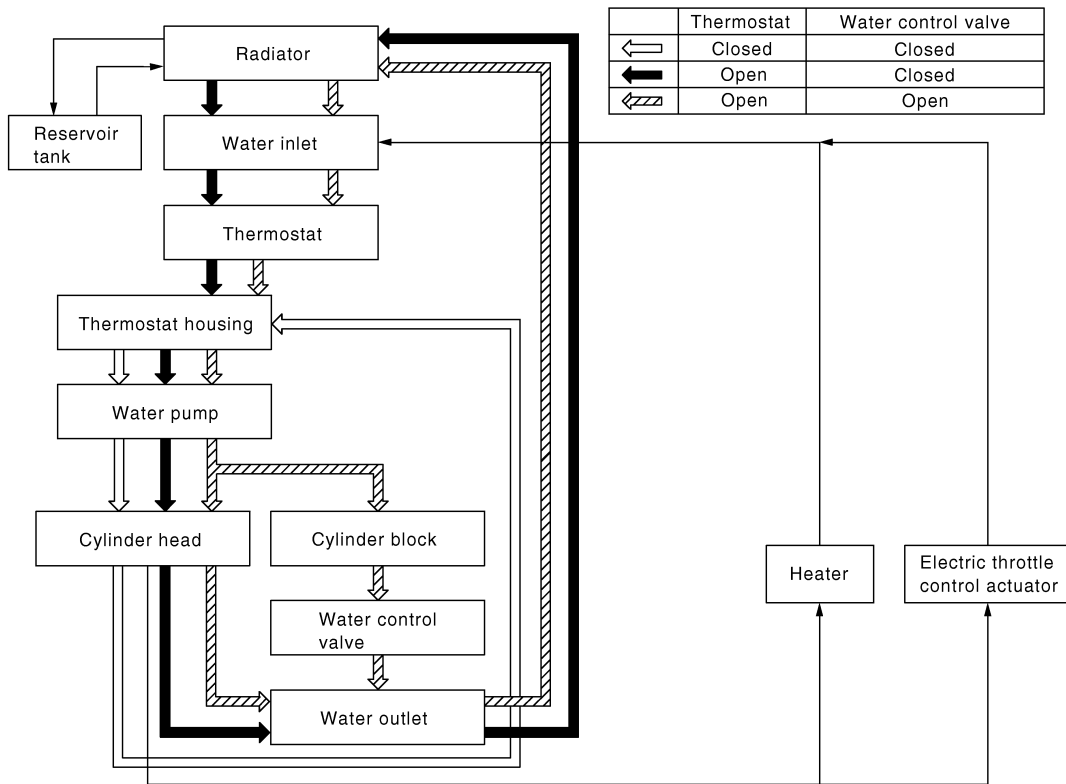 Thermostat Water control valve
Closed Closed
Open Closed
Open Open
Radiator
Reservoir
tank
Water inlet
Thermostat
Thermostat housing
Water pump
Cylinder head
Cylinder block
Water control
valve
Water outlet
Heater
Electric throttle
control actuator